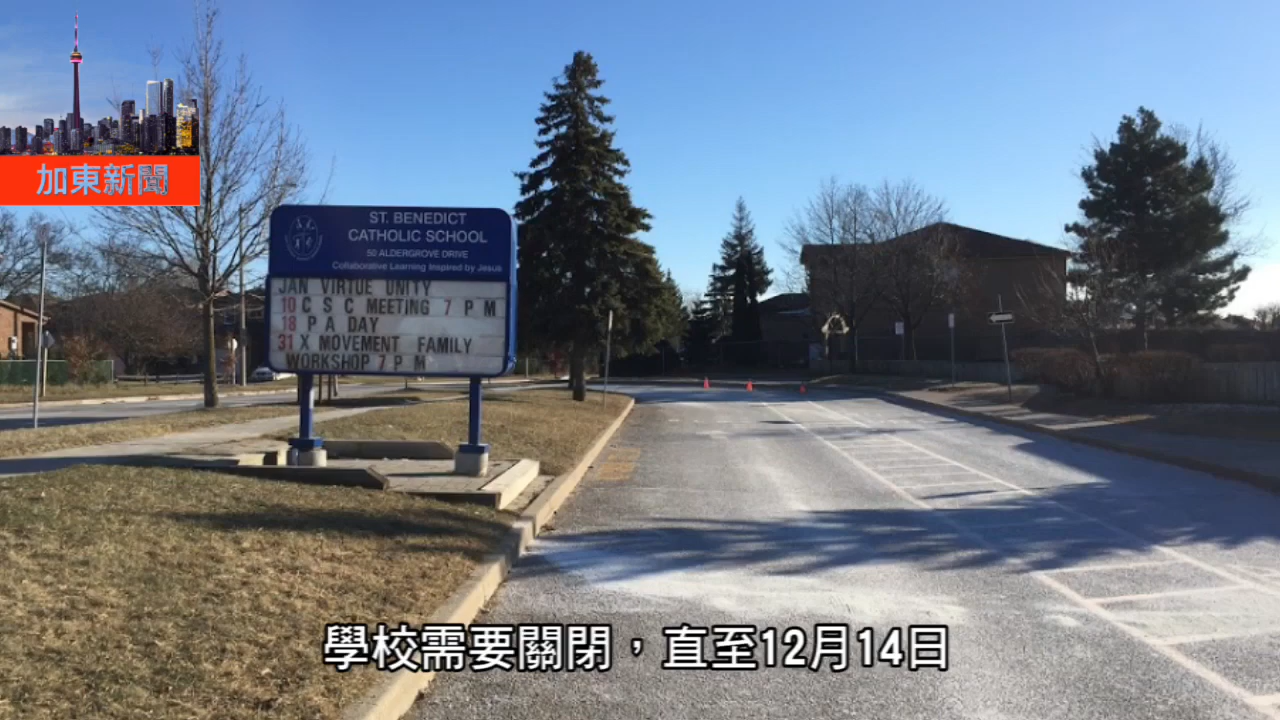 加東新聞
ST. BENEDICT
CATHOLIC SCHOOL
50 ALDERGROVE DRIVE
Collaborative Learning Inspired by Jesus
JAN VIRTUE UNITY
10 C S C MEETING 7 P M
18 P A DAY
31 X MOVEMENT FAMILY
WORKSHOP 7 P M
學校需要關閉，直至12月14日